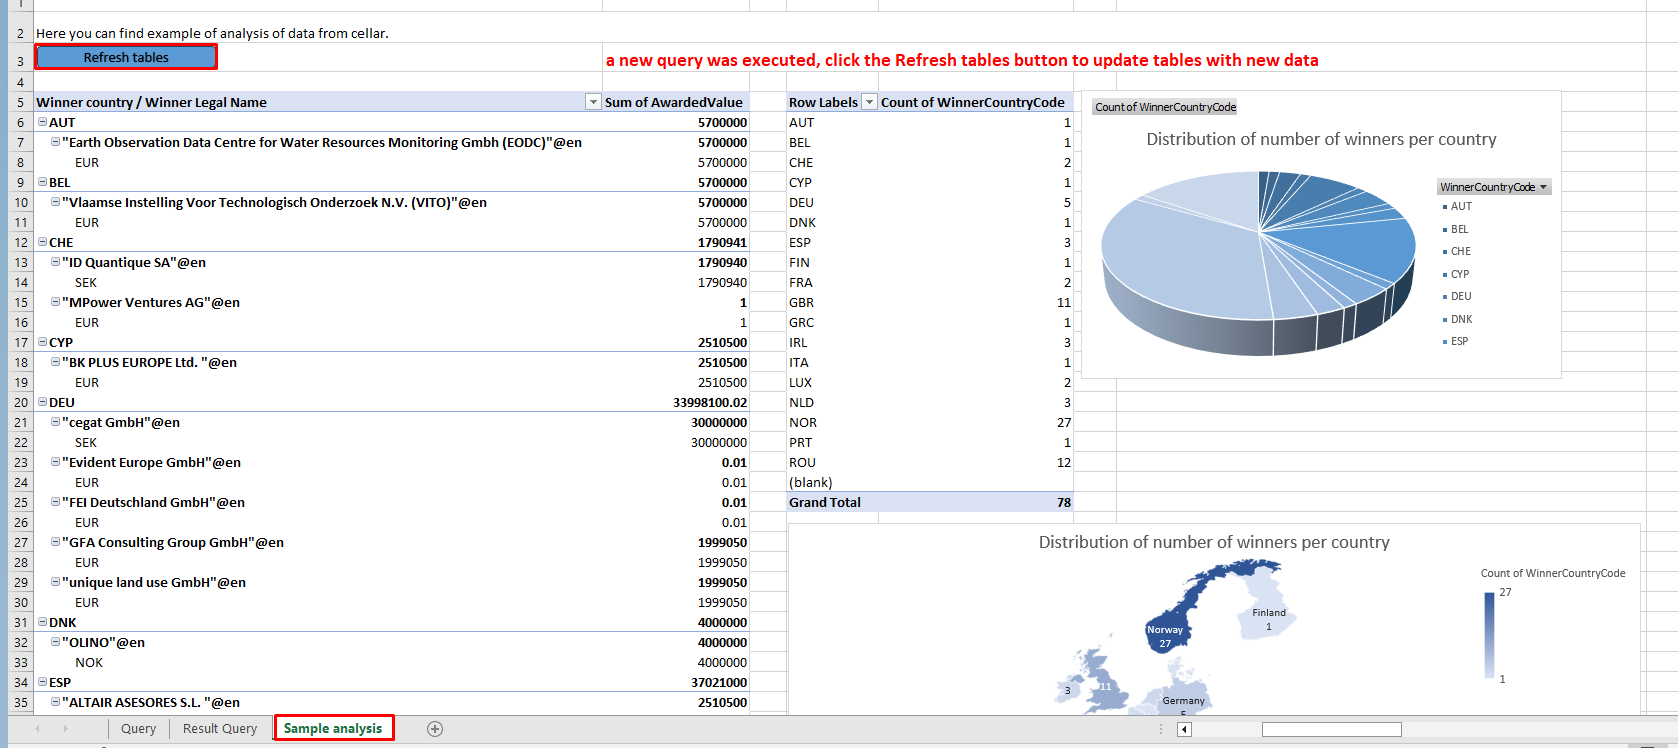 1
2 Here you can find example of analysis of data from cellar.
3 Refresh tables a new query was executed, click the Refresh tables button to update tables with new data
4
5 Winner country / Winner Legal Name Sum of AwardedValue
6 AUT 5700000
7 "Earth Observation Data Centre for Water Resources Monitoring Gmbh (EODC)"@en 5700000
8 EUR 5700000
9 BEL 5700000
10 "Vlaamse Instelling Voor Technologisch Onderzoek N.V. (VITO)"@en 5700000
11 EUR 5700000
12 CHE 1790941
13 "ID Quantique SA"@en 1790940
14 SEK 1790940
15 "MPower Ventures AG"@en 1
16 EUR 1
17 CYP 2510500
18 "BK PLUS EUROPE Ltd. "@en 2510500
19 EUR 2510500
20 DEU 33998100.02
21 "cegat GmbH"@en 30000000
22 SEK 30000000
23 "Evident Europe GmbH"@en 0.01
24 EUR 0.01
25 "FEI Deutschland GmbH"@en 0.01
26 EUR 0.01
27 "GFA Consulting Group GmbH"@en 1999050
28 EUR 1999050
29 "unique land use GmbH"@en 1999050
30 EUR 1999050
31 DNK 4000000
32 "OLINO"@en 4000000
33 NOK 4000000
34 ESP 37021000
35 "ALTAIR ASESORES S.L. "@en 2510500
Row Labels Count of WinnerCountryCode
AUT 1
BEL 1
CHE 2
CYP 1
DEU 5
DNK 1
ESP 3
FIN 1
FRA 2
GBR 11
GRC 1
IRL 3
ITA 1
LUX 2
NLD 3
NOR 27
PRT 1
ROU 12
(blank)
Grand Total 78
Count of WinnerCountryCode
Distribution of number of winners per country
WinnerCountryCode
AUT
BEL
CHE
CYP
DEU
DNK
ESP
Distribution of number of winners per country
Count of WinnerCountryCode
27
1
Finland
1
Norway
27
3
11
Germany
5
Query Result Query Sample analysis